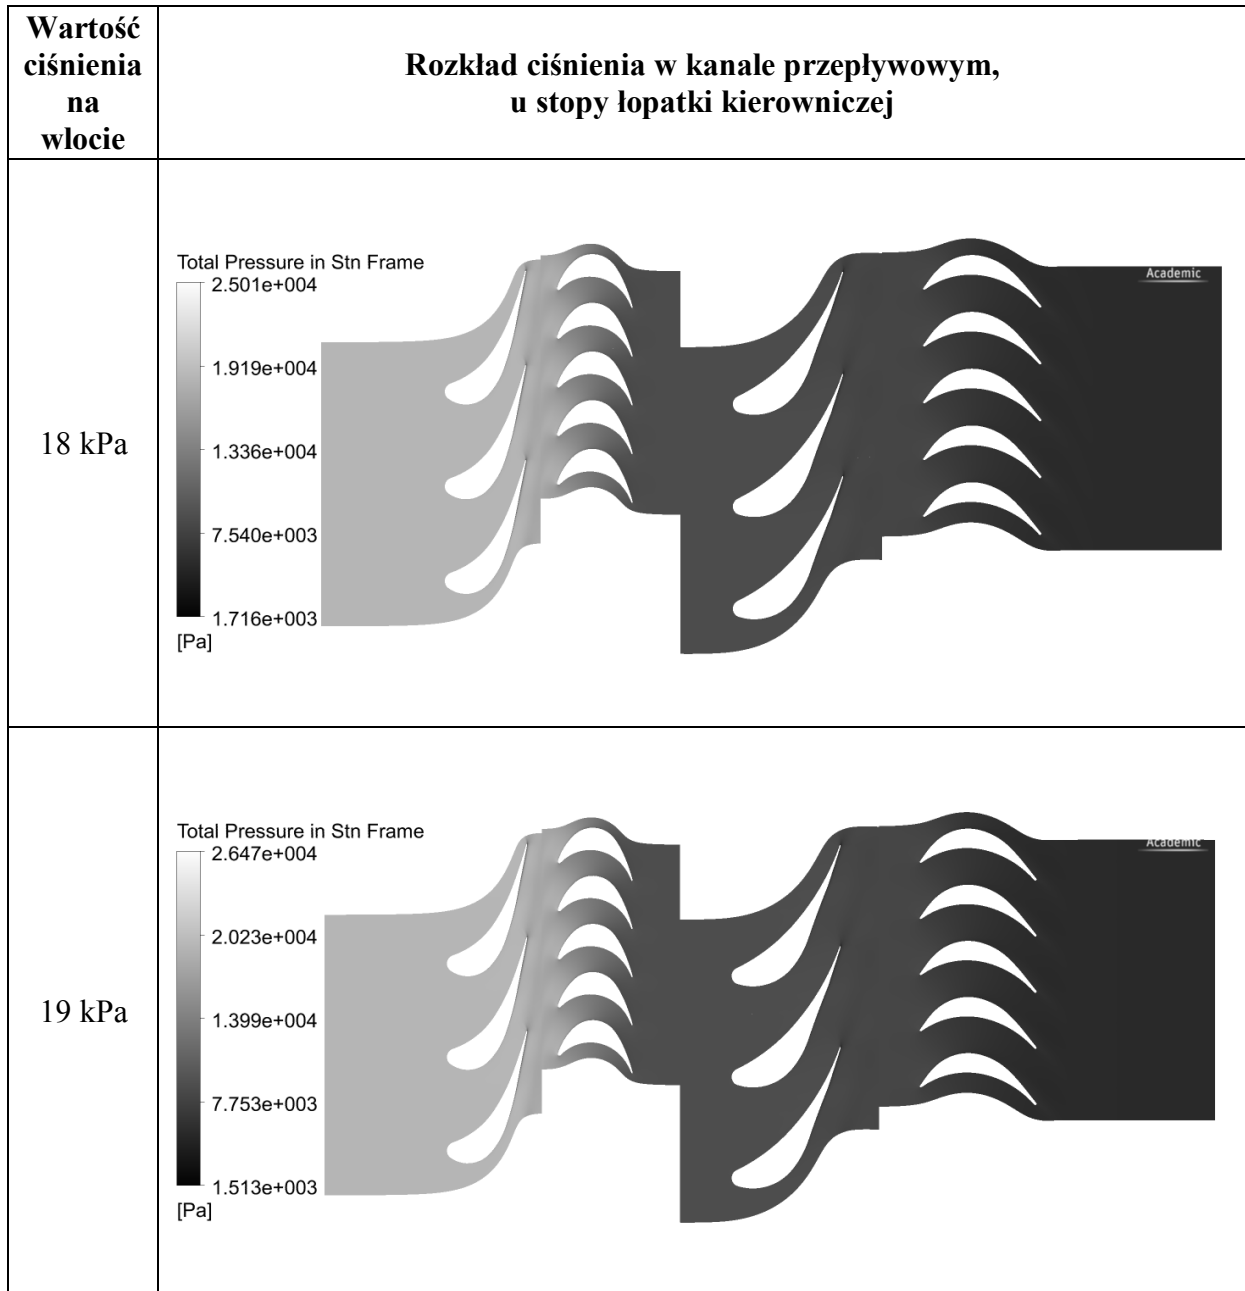 Wartość
ciśnienia
na
wlocie
Rozkład ciśnienia w kanale przepływowym,
u stopy łopatki kierowniczej
18 kPa
Total Pressure in Stn Frame
2.501e+004
1.919e+004
1.336e+004
7.540e+003
1.716e+003
[Pa]
Academic
19 kPa
Total Pressure in Stn Frame
2.647e+004
2.023e+004
1.399e+004
7.753e+003
1.513e+003
[Pa]
Academic